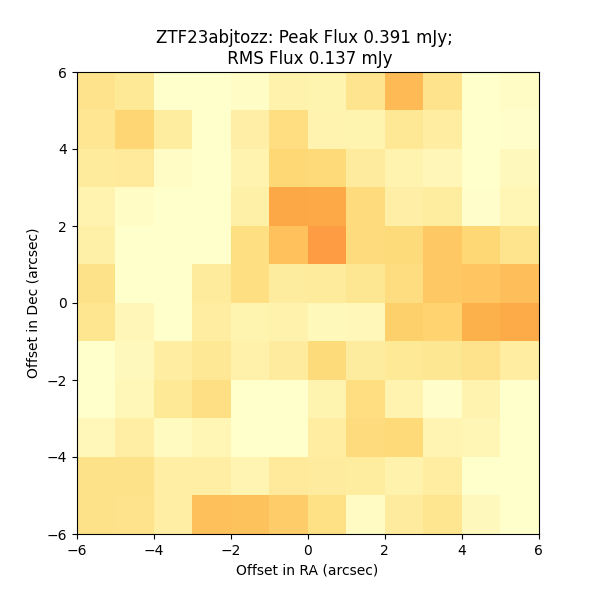 ZTF23abjtozz: Peak Flux 0.391 mJy;
RMS Flux 0.137 mJy
6
4
2
0
−2
−4
−6
Offset in Dec (arcsec)
−6 −4 −2 0 2 4 6
Offset in RA (arcsec)